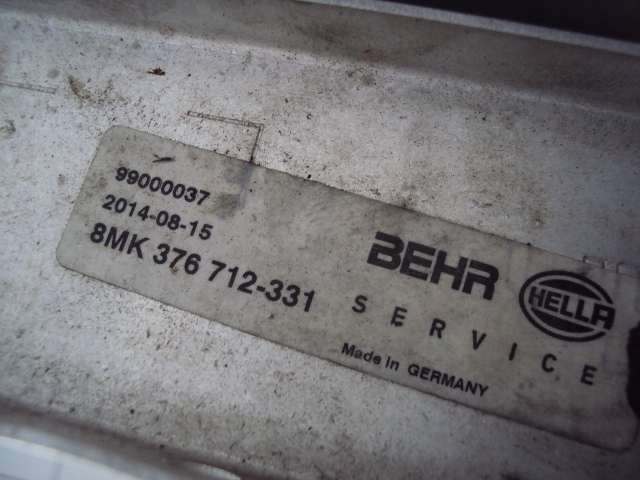 99000037
2014-08-15
8MK 376 712-331
BEHR HELLA
SERVICE
Made in GERMANY